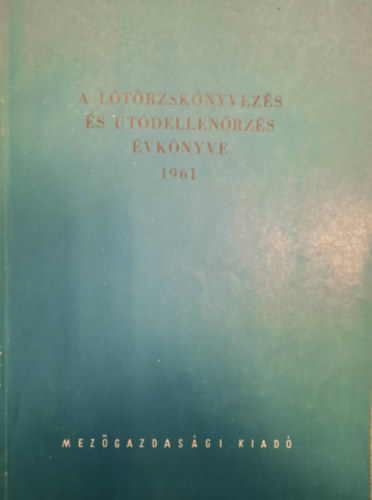 A LÓTÖRZSKÖNYVEZÉS
ÉS UTÓDELLENŐRZÉS
ÉVKÖNYVE
1961
MEZŐGAZDASÁGI KIADÓ